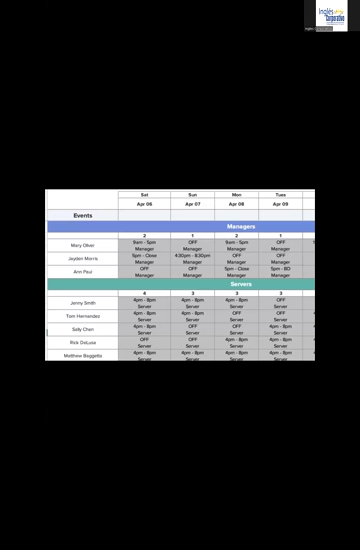 Inglés
Corporativo
Sat Sun Mon Tues
Apr 06 Apr 07 Apr 08 Apr 09
Events
Managers
2 1 2 1
Mary Oliver 9am - 5pm OFF 9am - 5pm OFF
Manager Manager Manager Manager
Jayden Morris 5pm - Close 4:30pm - 8:30pm OFF OFF
Manager Manager Manager Manager
Ann Paul OFF OFF 5pm - Close 5pm - BD
Manager Manager Manager Manager
Servers
4 3 3 3
Jenny Smith 4pm - 8pm 4pm - 8pm 4pm - 8pm OFF
Server Server Server Server
Tom Hernandes 4pm - 8pm 4pm - 8pm OFF OFF
Server Server Server Server
Sally Chen 4pm - 8pm OFF OFF 4pm - 8pm
Server Server Server Server
Rick DeLuxe OFF OFF 4pm - 8pm 4pm - 8pm
Server Server Server Server
Matthew Baggette 4pm - 8pm 4pm - 8pm 4pm - 8pm 4pm - 8pm
Server Server Server Server